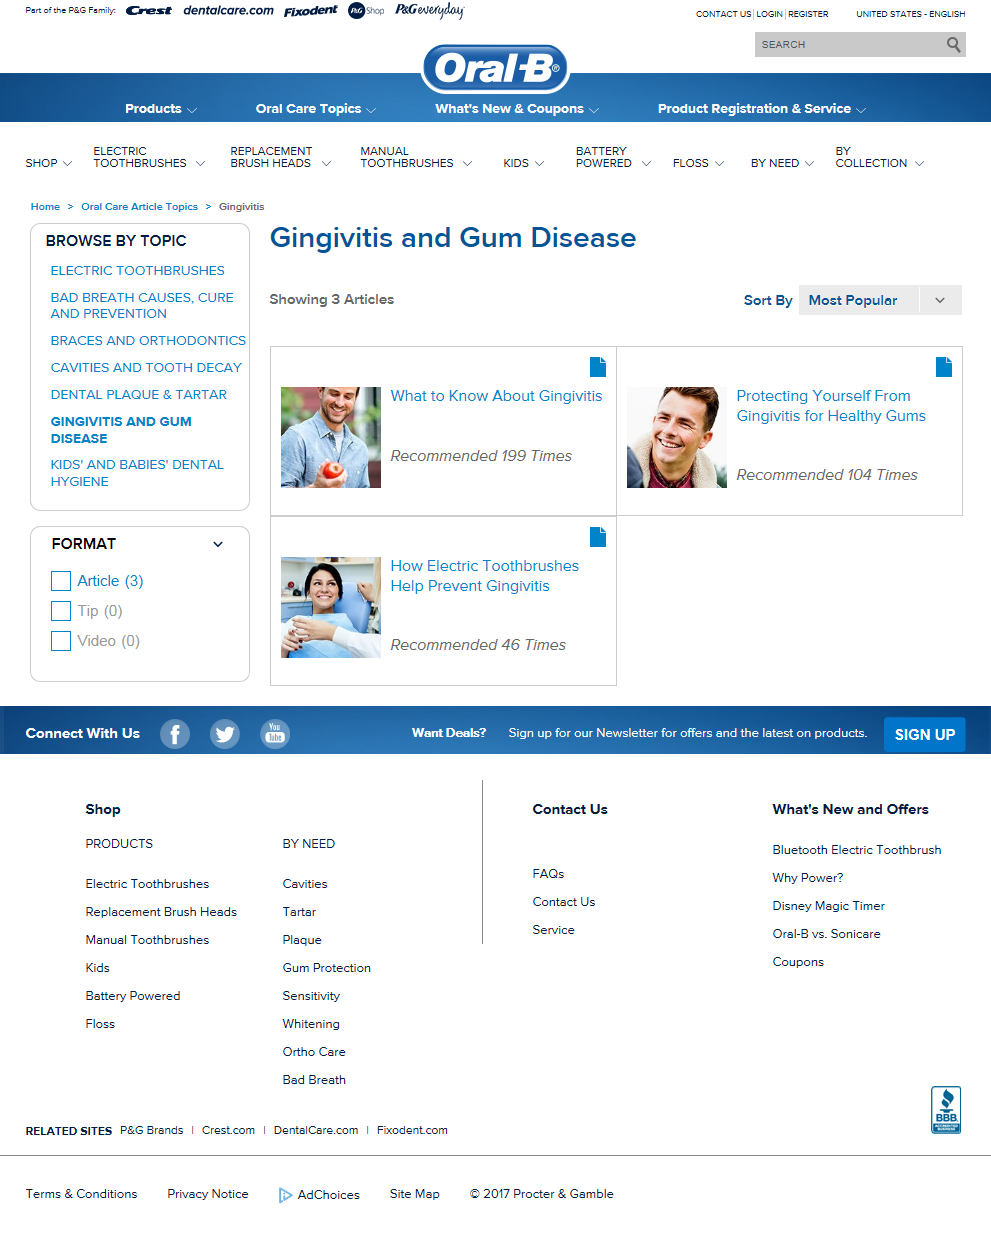 Part of the P&G Family: Crest dentalcare.com Fixodent P&G Shop P&G everyday
CONTACT US LOGIN REGISTER UNITED STATES - ENGLISH
SEARCH
Oral-B®
Products Oral Care Topics What's New & Coupons Product Registration & Service
SHOP ELECTRIC TOOTHBRUSHES REPLACEMENT BRUSH HEADS MANUAL TOOTHBRUSHES KIDS BATTERY POWERED FLOSS BY NEED BY COLLECTION
Home > Oral Care Article Topics > Gingivitis
BROWSE BY TOPIC
ELECTRIC TOOTHBRUSHES
BAD BREATH CAUSES, CURE
AND PREVENTION
BRACES AND ORTHODONTICS
CAVITIES AND TOOTH DECAY
DENTAL PLAQUE & TARTAR
GINGIVITIS AND GUM
DISEASE
KIDS' AND BABIES' DENTAL
HYGIENE
FORMAT
Article (3)
Tip (0)
Video (0)
Gingivitis and Gum Disease
Showing 3 Articles
Sort By Most Popular
What to Know About Gingivitis
Recommended 199 Times
Protecting Yourself From
Gingivitis for Healthy Gums
Recommended 104 Times
How Electric Toothbrushes
Help Prevent Gingivitis
Recommended 46 Times
Connect With Us f You Tube Want Deals? Sign up for our Newsletter for offers and the latest on products. SIGN UP
Shop
PRODUCTS
Electric Toothbrushes
Replacement Brush Heads
Manual Toothbrushes
Kids
Battery Powered
Floss
BY NEED
Cavities
Tartar
Plaque
Gum Protection
Sensitivity
Whitening
Ortho Care
Bad Breath
Contact Us
FAQs
Contact Us
Service
What's New and Offers
Bluetooth Electric Toothbrush
Why Power?
Disney Magic Timer
Oral-B vs. Sonicare
Coupons
BBB.
ACCREDITED
BUSINESS
RELATED SITES P&G Brands | Crest.com | DentalCare.com | Fixodent.com
Terms & Conditions Privacy Notice AdChoices Site Map © 2017 Procter & Gamble